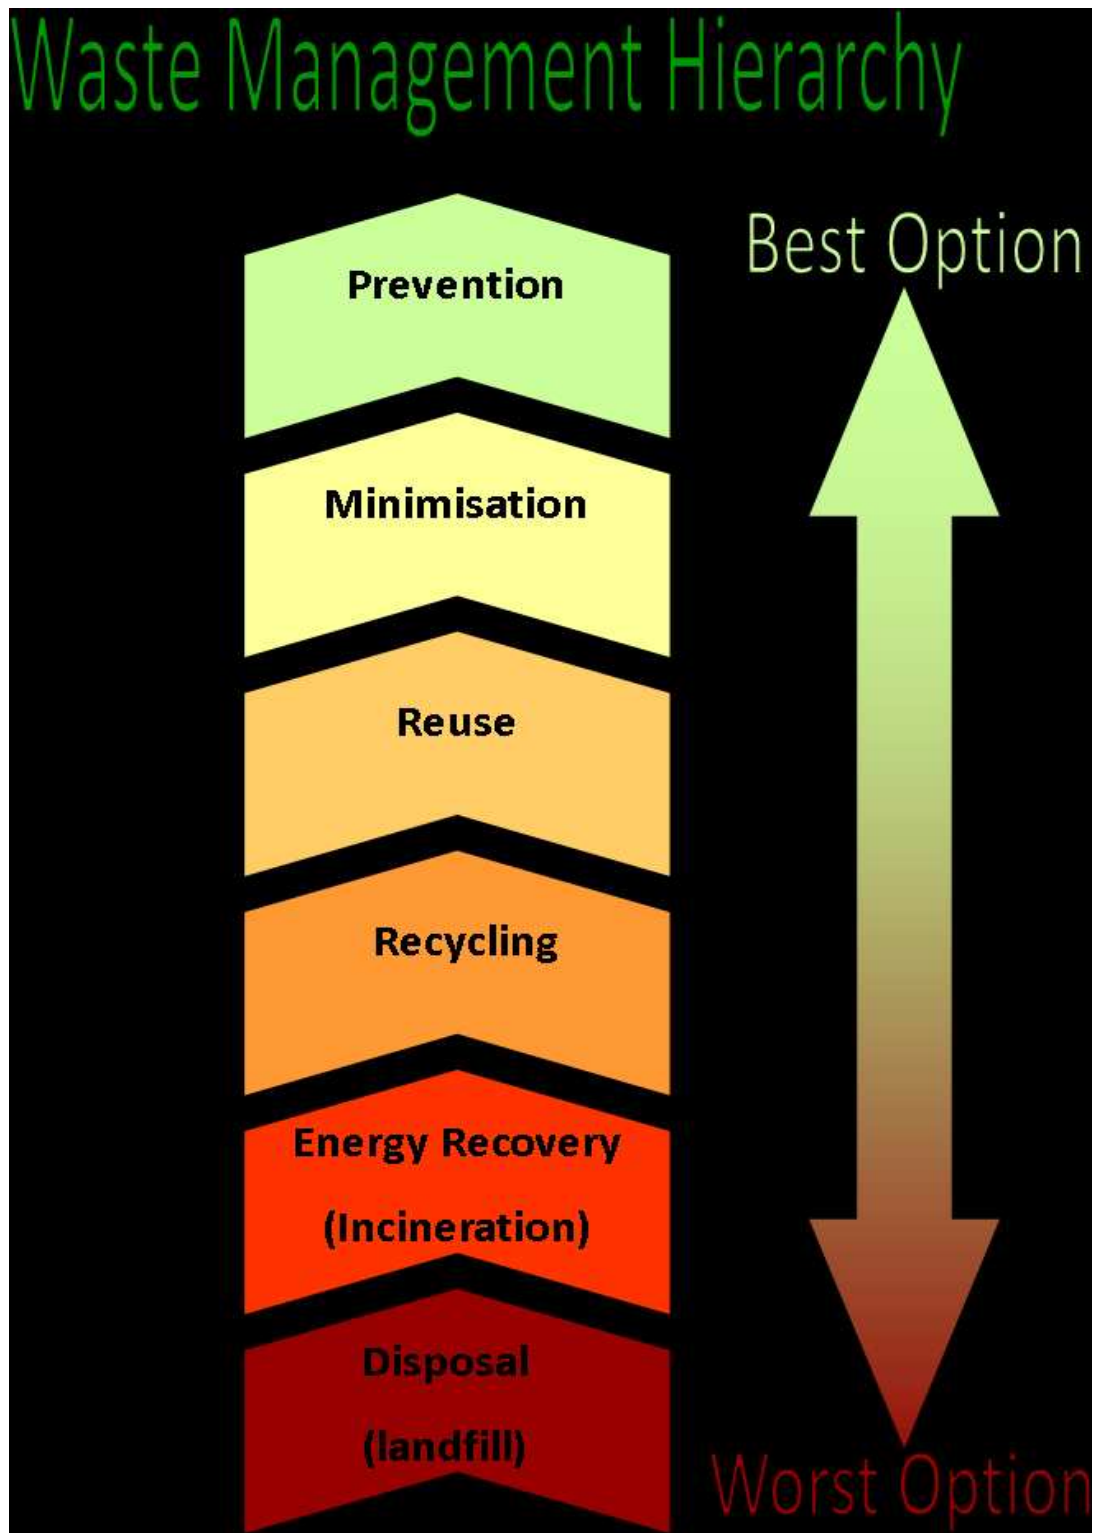 Waste Management Hierarchy
Best Option
Prevention
Minimisation
Reuse
Recycling
Energy Recovery
(Incineration)
Disposal
(landfill)
Worst Option